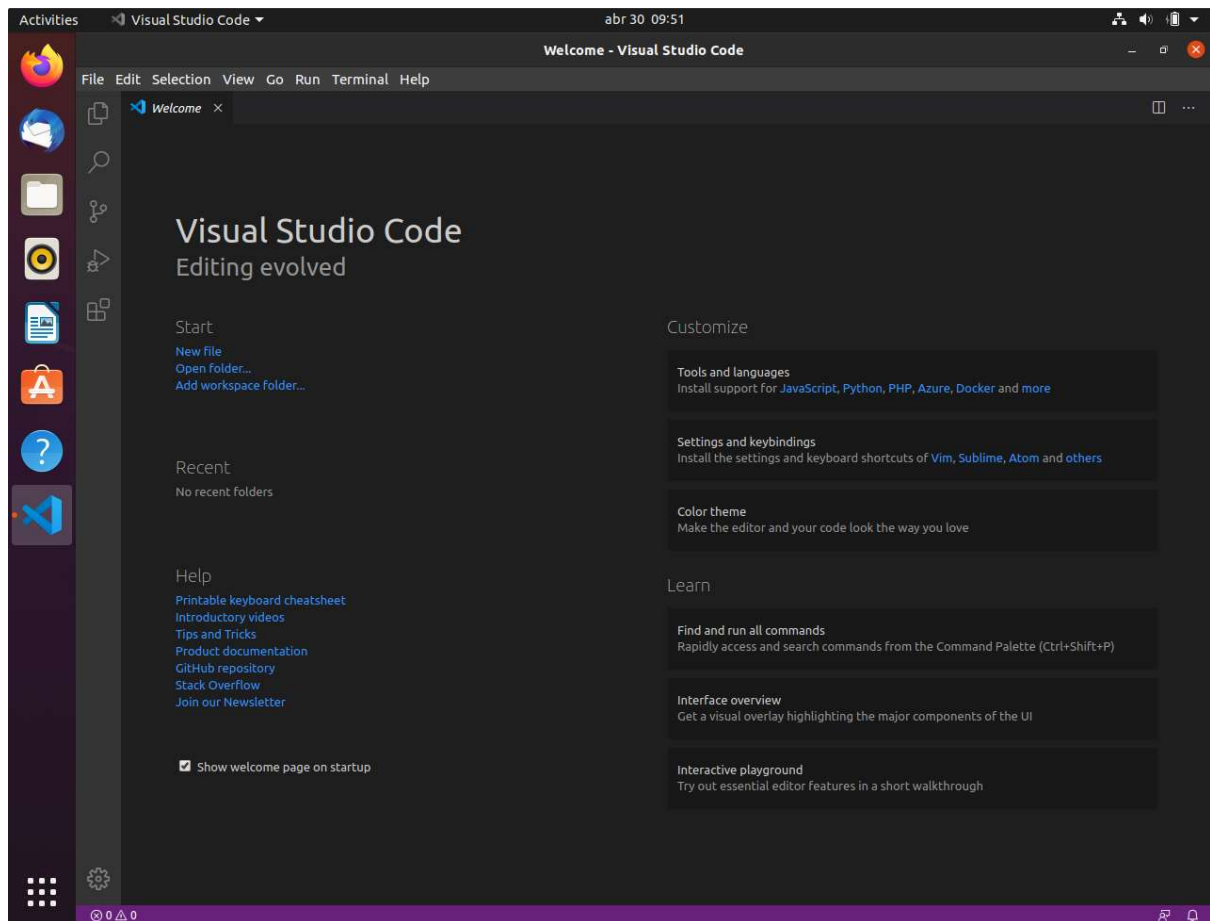 Activities Visual Studio Code abr 30 09:51
Welcome - Visual Studio Code
File Edit Selection View Go Run Terminal Help
Welcome
Visual Studio Code
Editing evolved
Start
New file
Open folder...
Add workspace folder...
Recent
No recent folders
Help
Printable keyboard cheatsheet
Introductory videos
Tips and Tricks
Product documentation
GitHub repository
Stack Overflow
Join our Newsletter
Show welcome page on startup
Customize
Tools and languages
Install support for JavaScript, Python, PHP, Azure, Docker and more
Settings and keybindings
Install the settings and keyboard shortcuts of Vim, Sublime, Atom and others
Color theme
Make the editor and your code look the way you love
Learn
Find and run all commands
Rapidly access and search commands from the Command Palette (Ctrl+Shift+P)
Interface overview
Get a visual overlay highlighting the major components of the UI
Interactive playground
Try out essential editor features in a short walkthrough
0 0